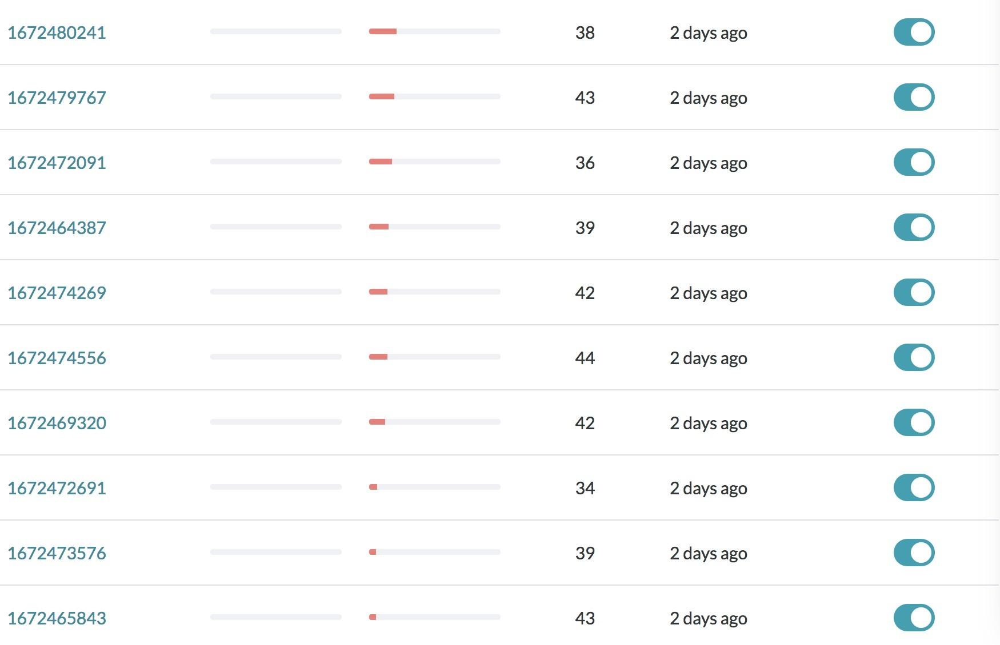 1672480241 38 2 days ago
1672479767 43 2 days ago
1672472091 36 2 days ago
1672464387 39 2 days ago
1672474269 42 2 days ago
1672474556 44 2 days ago
1672469320 42 2 days ago
1672472691 34 2 days ago
1672473576 39 2 days ago
1672465843 43 2 days ago